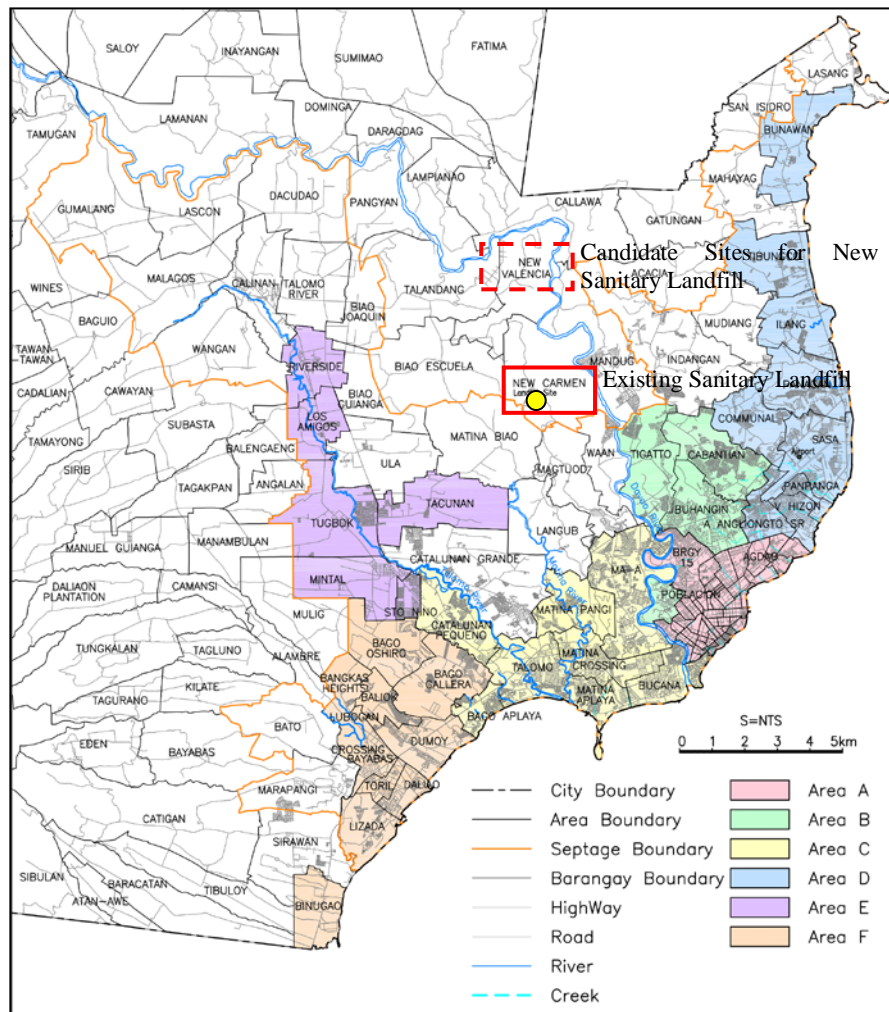 FATIMA
SALOY
INAYANGAN
SUMIMAO
LASANG
LAMANAN
DOMINGA
SAN ISIDRO
BUNAWAN
TAMUGAN
DARAGDAG
LAMPIANAO
MAHAYAG
DACUDAO
PANGYAN
CALLAWA
GUMALANG
LASCON
GATUNGAN
Candidate Sites for New
Sanitary Landfill
NEW
VALENCIA
ACACIA
MALAGOS
CALINAN
TALOMO
RIVER
TALANDANG
WINES
BIAO
JOAQUIN
BAGUIO
MUDIANG
ILANG
WANGAN
TAWAN-
TAWAN
RIVERSIDE
BIAO ESCUELA
MANDUG
INDANGAN
CADALIAN
CAWAYAN
NEW CARMEN
Existing Sanitary Landfill
BIAO
GUIANGA
LOS
AMIGOS
SUBASTA
MATINA BIAO
COMMUNAL
TAMAYONG
BALENGAENG
WAAN
TIGATTO
CABANTIAN
SASA
Airport
ULA
MAGTUOD
SIRIB
TAGAKPAN
ANGALAN
TACUNAN
PANPANGA
BUHANGIN
HIZON
TUGBOK
LANGUB
A ANGLIONGTO SR
MANUEL GUIANGA
MANAMBULAN
CATALUNAN GRANDE
Davao River
BRGY
15
AGDAO
MA-A
DALIAON
PLANTATION
CAMANSI
MINTAL
Matina River
POBLACION
STO NINO
MULIG
CATALUNAN
PEQUENO
MATINA PANGI
BAGO
OSHIRO
TUNGKALAN
TAGLUNO
ALAMBRE
TALOMO
MATINA
CROSSING
BAGO
GALLERA
BANGKAS
HEIGHTS
TAGURANO
KILATE
BALIOK
MATINA
APLAYA
BUCANA
LUBOGAN
BAGO APLAYA
BATO
EDEN
BAYABAS
CROSSING
BAYABAS
DUMOY
S=NTS
0 1 2 3 4 5km
MARAPANGI
TORIL
DALIAO
CATIGAN
LIZADA
SIRAWAN
SIBULAN
BARACATAN
TIBULOY
ATAN-AWE
BINUGAO
City Boundary
Area Boundary
Septage Boundary
Barangay Boundary
HighWay
Road
River
Creek
Area A
Area B
Area C
Area D
Area E
Area F